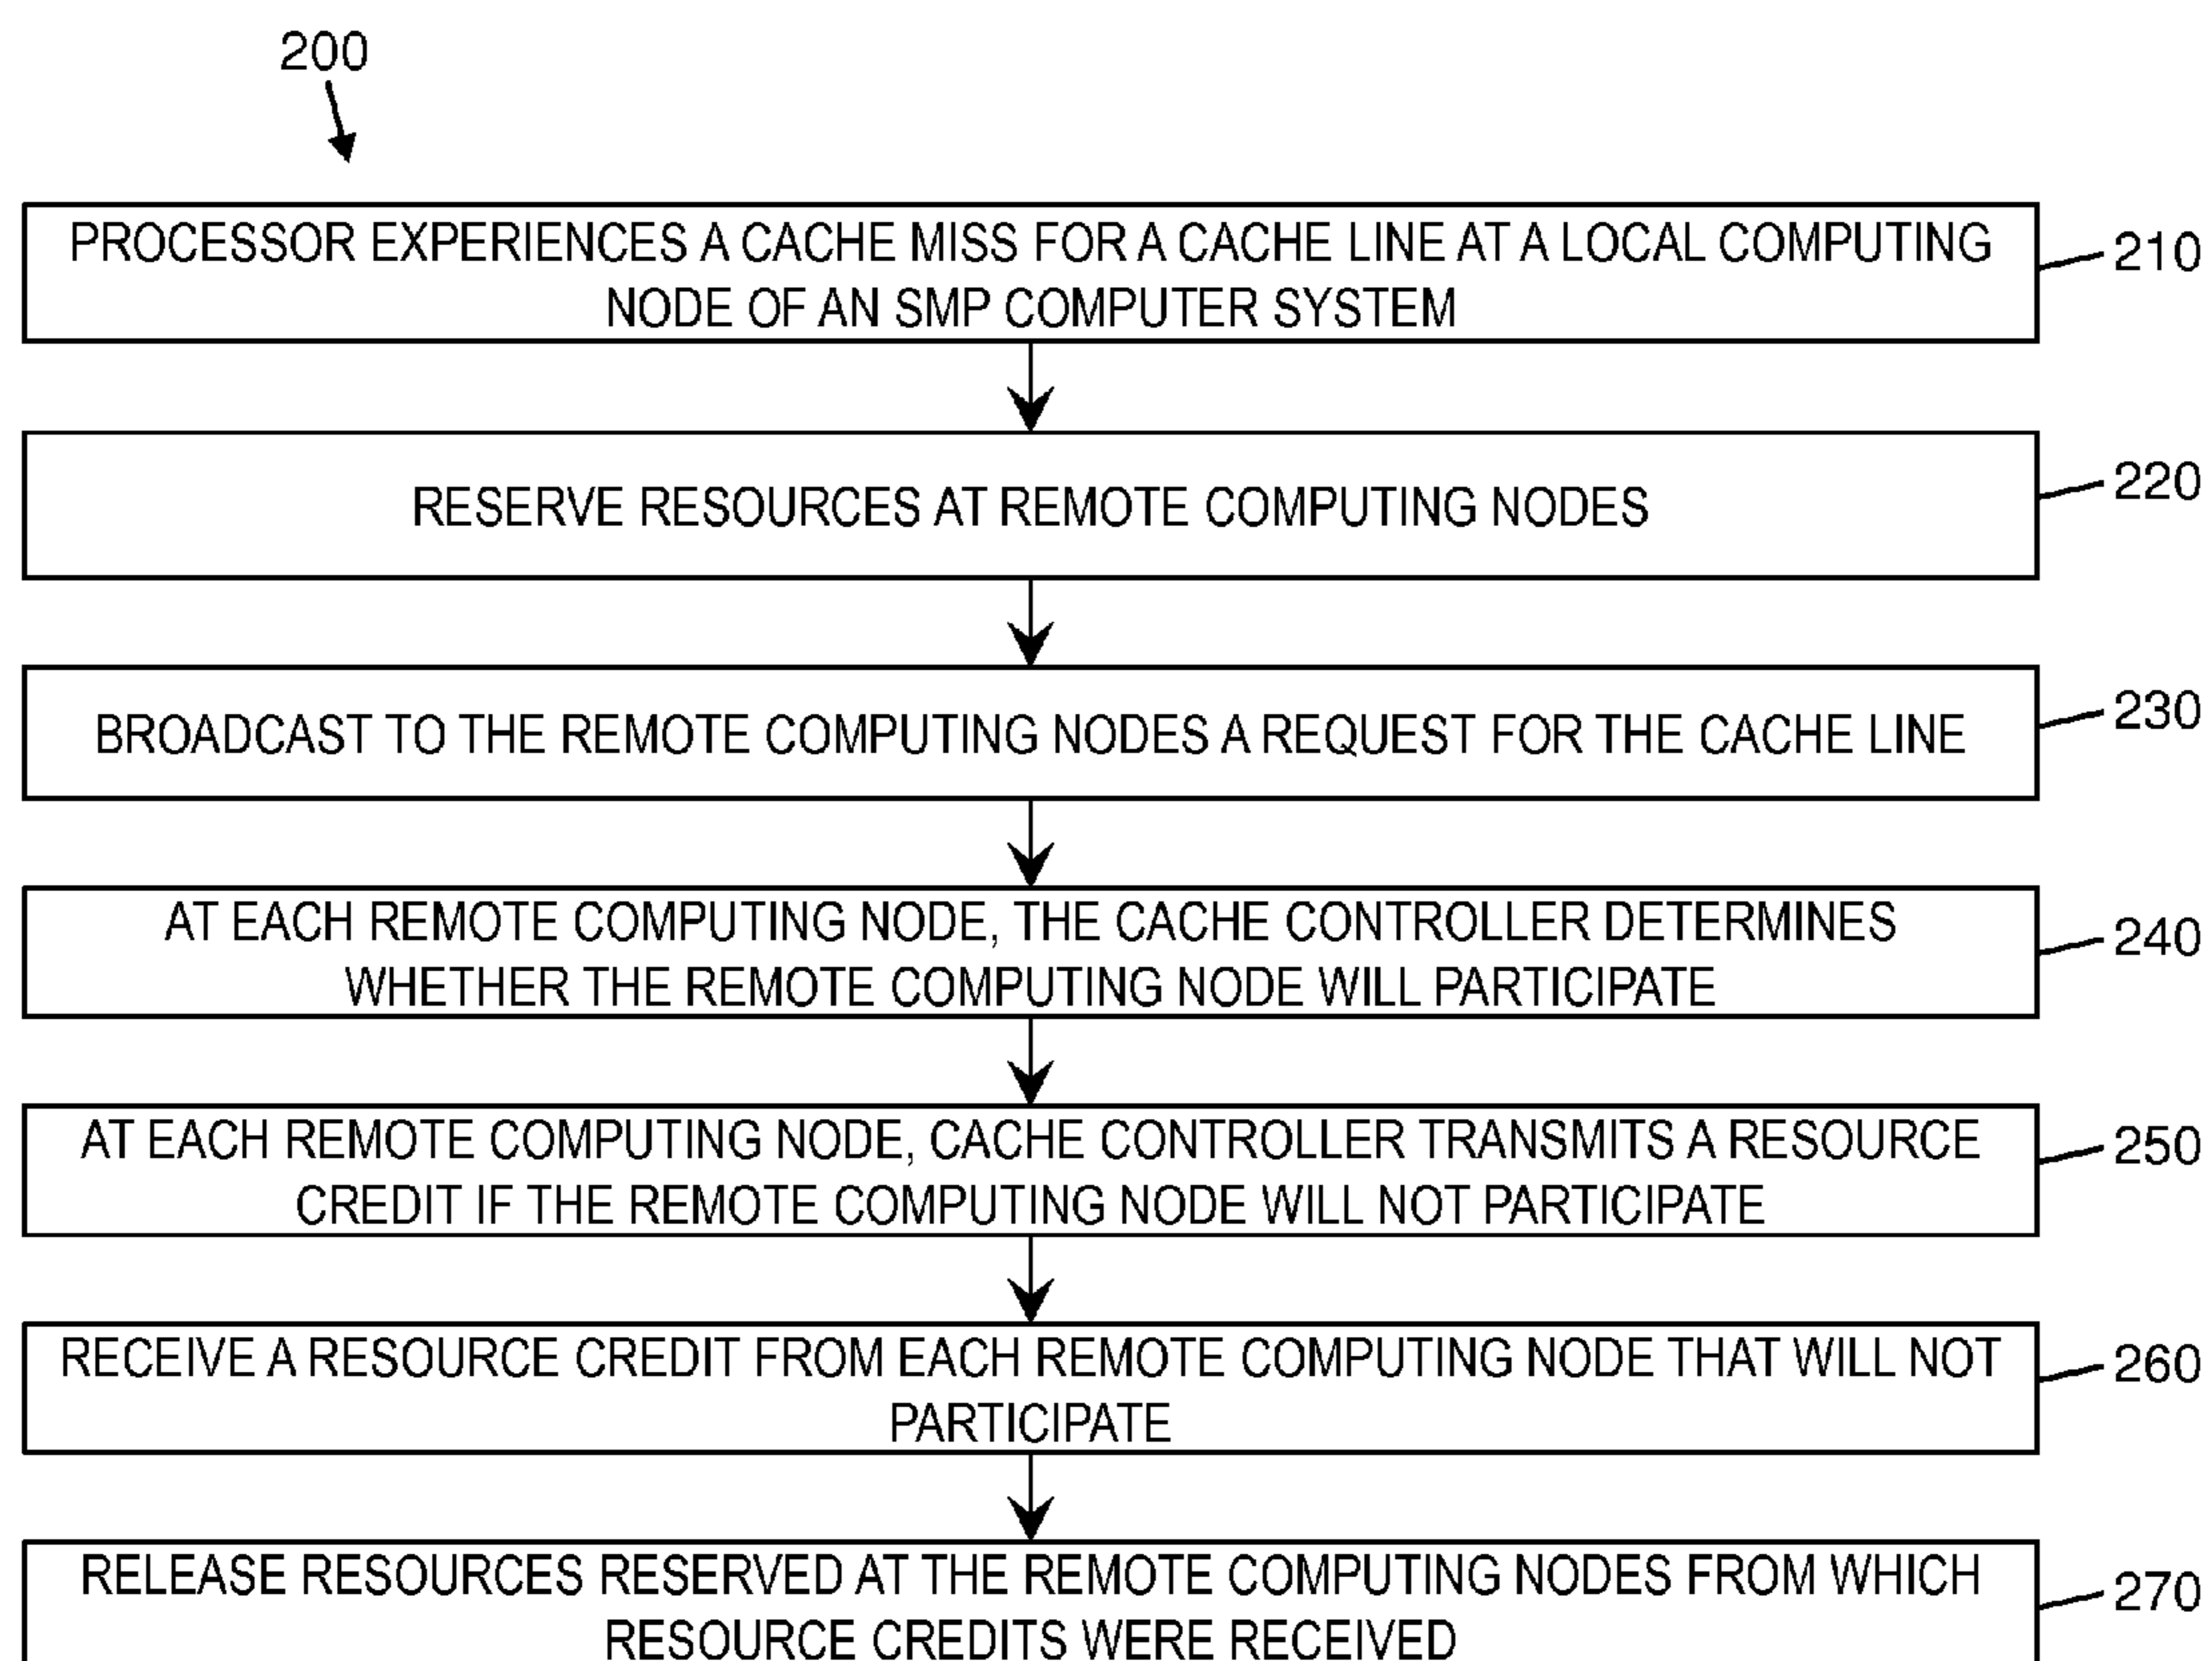 200
PROCESSOR EXPERIENCES A CACHE MISS FOR A CACHE LINE AT A LOCAL COMPUTING
NODE OF AN SMP COMPUTER SYSTEM
210
RESERVE RESOURCES AT REMOTE COMPUTING NODES
220
BROADCAST TO THE REMOTE COMPUTING NODES A REQUEST FOR THE CACHE LINE
230
AT EACH REMOTE COMPUTING NODE, THE CACHE CONTROLLER DETERMINES
WHETHER THE REMOTE COMPUTING NODE WILL PARTICIPATE
240
AT EACH REMOTE COMPUTING NODE, CACHE CONTROLLER TRANSMITS A RESOURCE
CREDIT IF THE REMOTE COMPUTING NODE WILL NOT PARTICIPATE
250
RECEIVE A RESOURCE CREDIT FROM EACH REMOTE COMPUTING NODE THAT WILL NOT
PARTICIPATE
260
RELEASE RESOURCES RESERVED AT THE REMOTE COMPUTING NODES FROM WHICH
RESOURCE CREDITS WERE RECEIVED
270